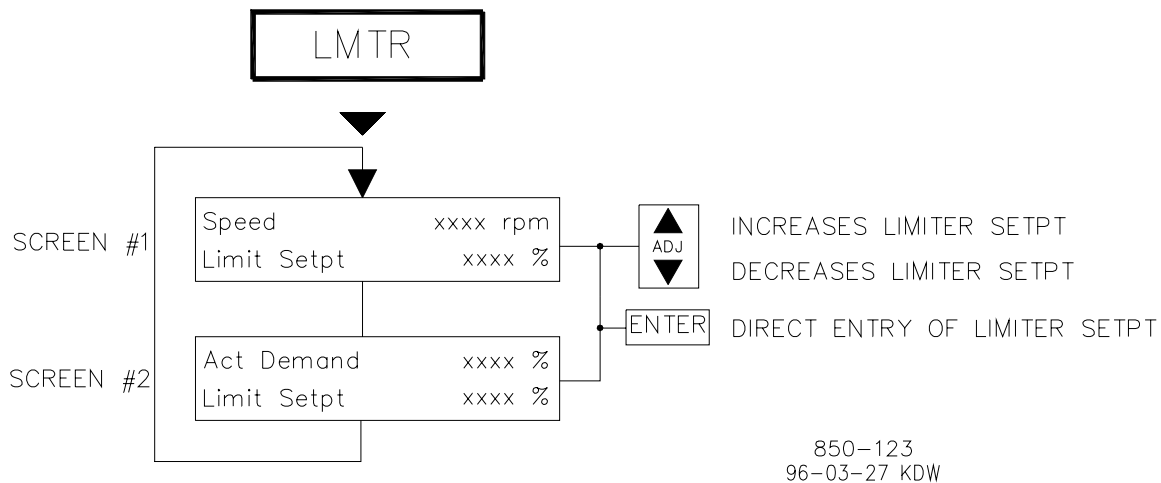 LMTR
SCREEN #1
Speed xxxx rpm
Limit Setpt xxxx %
ADJ
INCREASES LIMITER SETPT
DECREASES LIMITER SETPT
ENTER
DIRECT ENTRY OF LIMITER SETPT
SCREEN #2
Act Demand xxxx %
Limit Setpt xxxx %
850-123
96-03-27 KDW